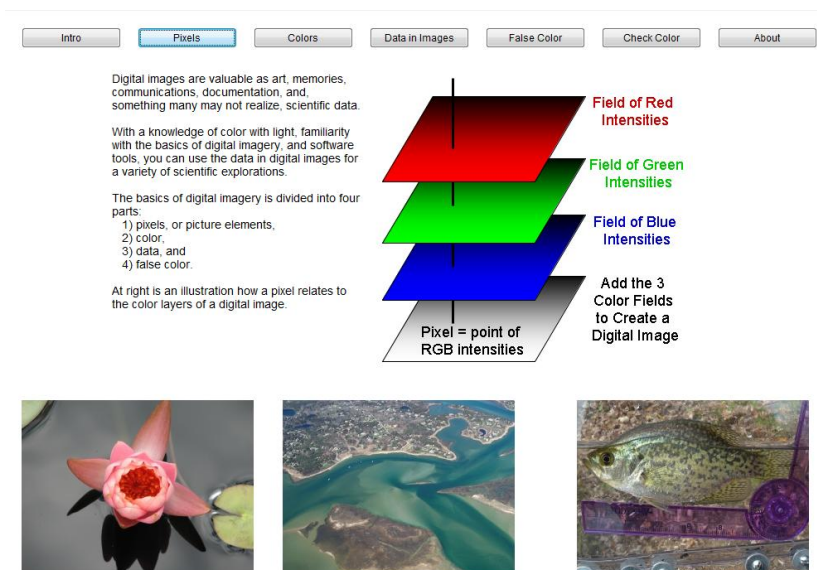 Intro
Pixels
Colors
Data in Images
False Color
Check Color
About
Digital images are valuable as art, memories,
communications, documentation, and,
something many may not realize, scientific data.
With a knowledge of color with light, familiarity
with the basics of digital imagery, and software
tools, you can use the data in digital images for
a variety of scientific explorations.
The basics of digital imagery is divided into four
parts:
1) pixels, or picture elements,
2) color,
3) data, and
4) false color.
At right is an illustration how a pixel relates to
the color layers of a digital image.
Field of Red
Intensities
Field of Green
Intensities
Field of Blue
Intensities
Add the 3
Color Fields
to Create a
Digital Image
Pixel = point of
RGB intensities